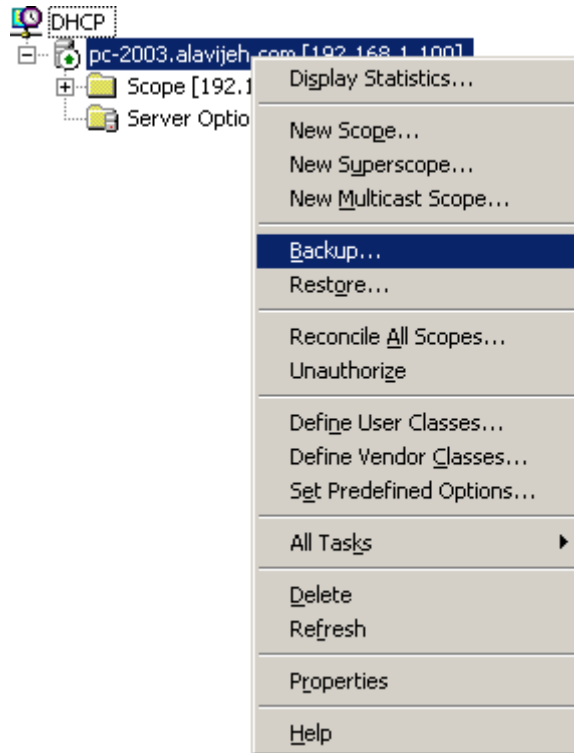 DHCP
pc-2003.alavijeh.com [192.168.1.100]
Scope [192.1
Server Optio
Display Statistics...
New Scope...
New Superscope...
New Multicast Scope...
Backup...
Restore...
Reconcile All Scopes...
Unauthorize
Define User Classes...
Define Vendor Classes...
Set Predefined Options...
All Tasks
Delete
Refresh
Properties
Help